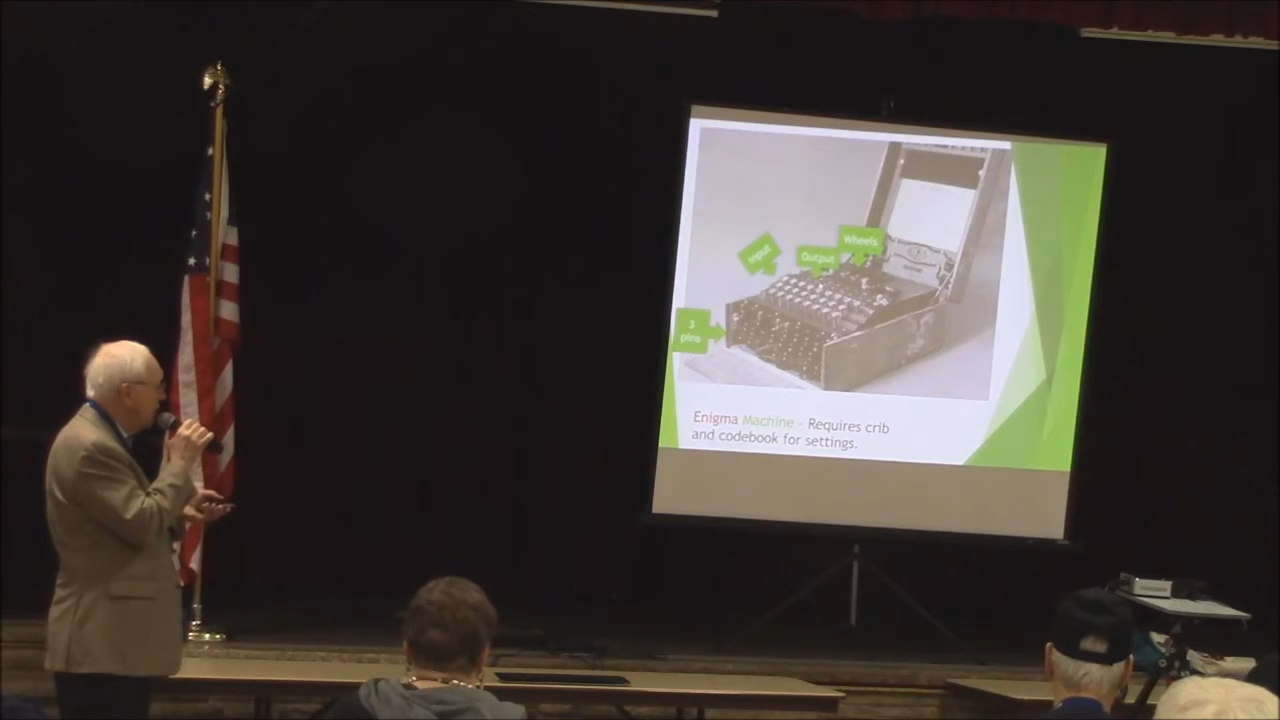 Wheels
Input
Output
3
pins
Enigma Machine - Requires crib
and codebook for settings.